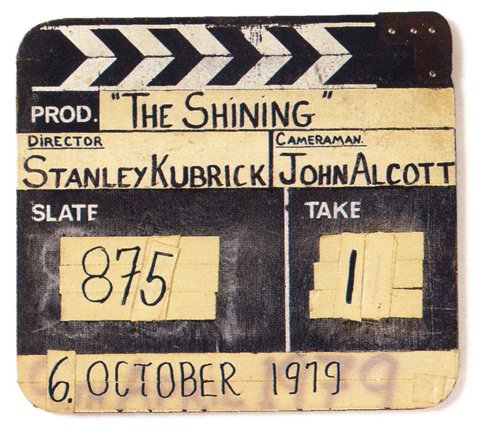 PROD. "THE SHINING"
DIRECTOR CAMERAMAN.
STANLEY KUBRICK JOHN ALCOTT
SLATE TAKE
875 1
6. OCTOBER 1979